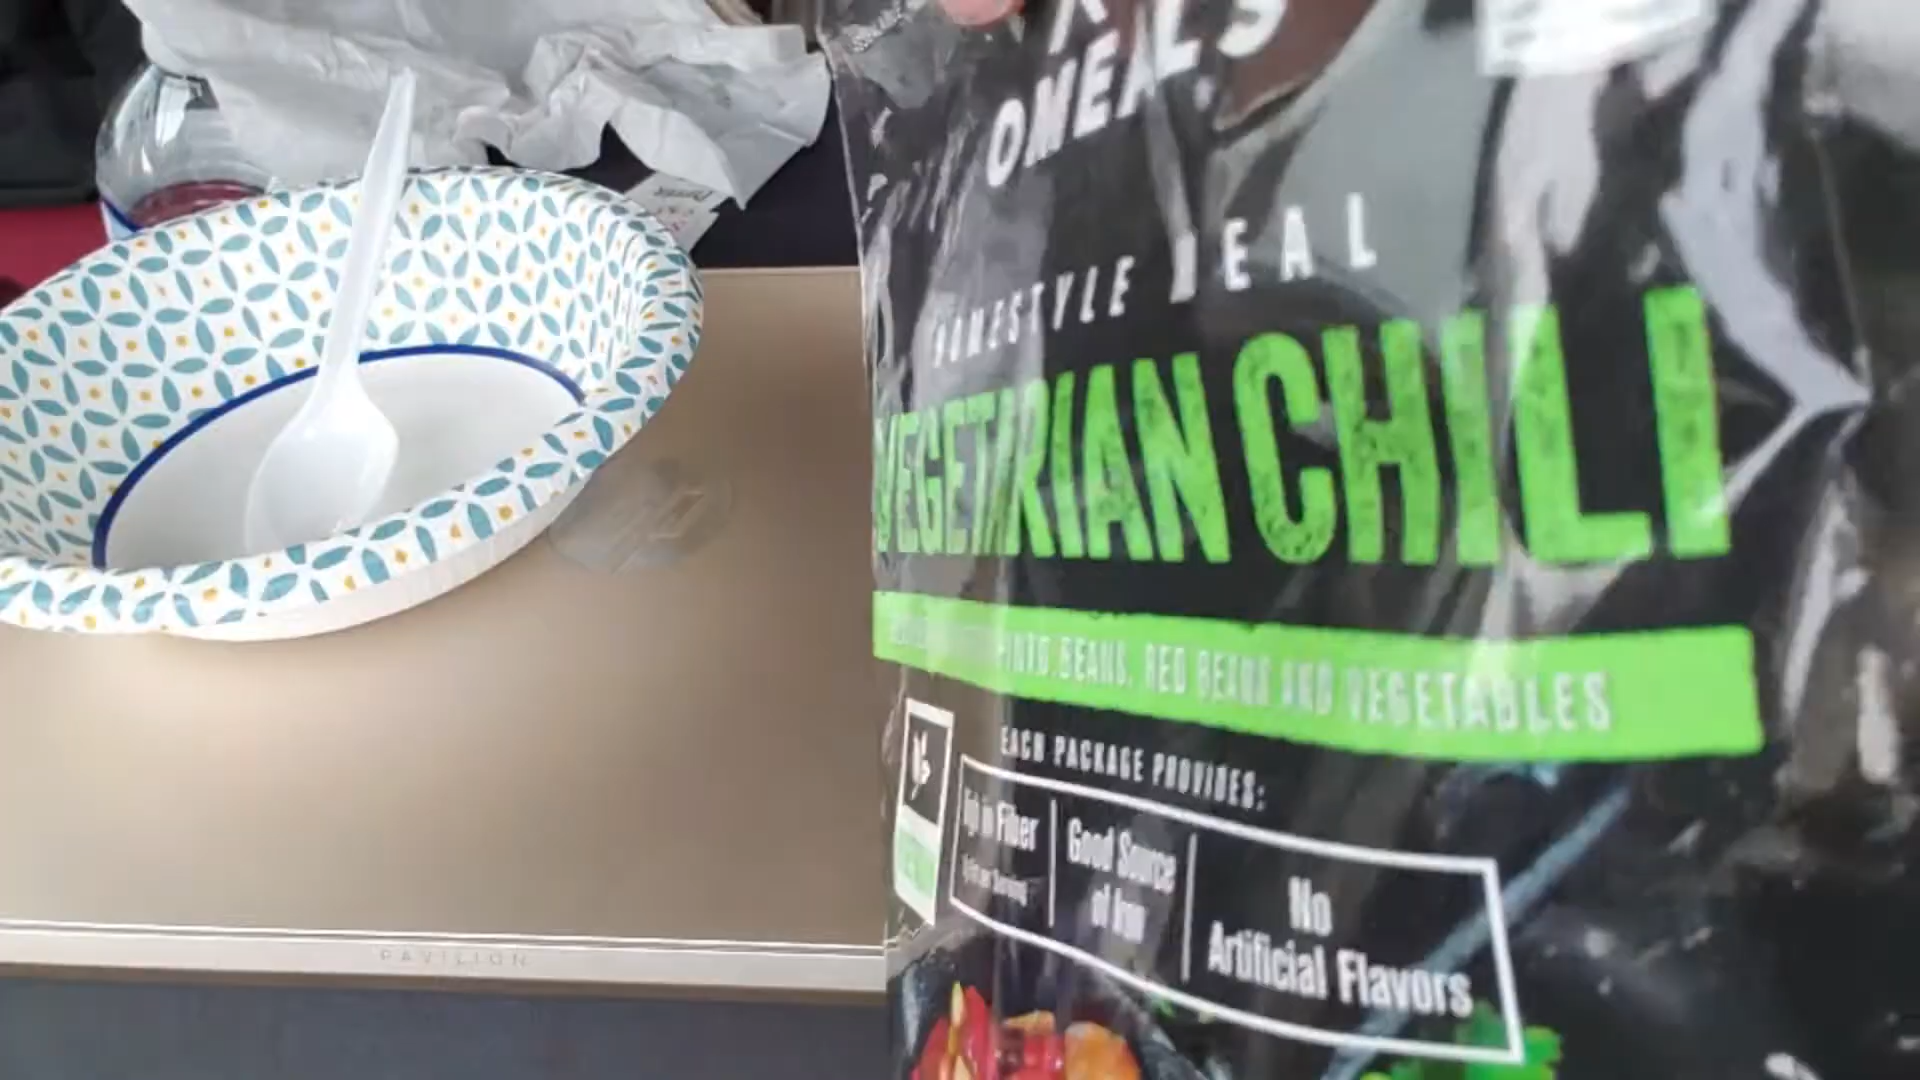 OMEALS
HOMESTYLE MEAL
VEGETARIAN CHILI
PINTO BEANS, RED BEANS AND VEGETABLES
EACH PACKAGE PROVIDES:
High in Fiber
Good Source
of Iron
No
Artificial Flavors
hp
PAVILION